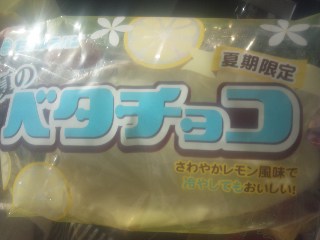 夏期限定
夏の
ベタチョコ
さわやかレモン風味で
冷やしてもおいしい!